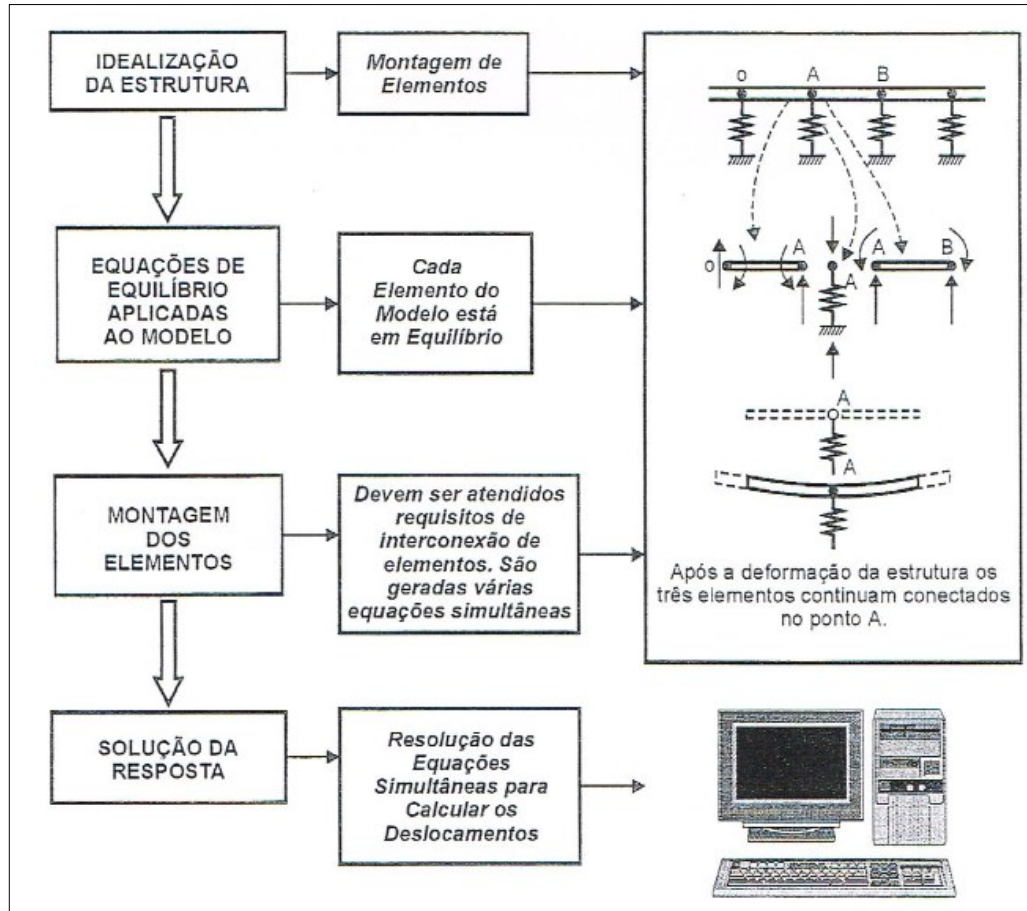 IDEALIZAÇÃO
DA ESTRUTURA
Montagem de
Elementos
o A B
EQUAÇÕES DE
EQUILÍBRIO
APLICADAS
AO MODELO
Cada
Elemento do
Modelo está
em Equilíbrio
o A A A B
A
A
MONTAGEM
DOS
ELEMENTOS
Devem ser atendidos
requisitos de
interconexão de
elementos. São
geradas várias
equações simultâneas
Após a deformação da estrutura os
três elementos continuam conectados
no ponto A.
SOLUÇÃO DA
RESPOSTA
Resolução das
Equações
Simultâneas para
Calcular os
Deslocamentos